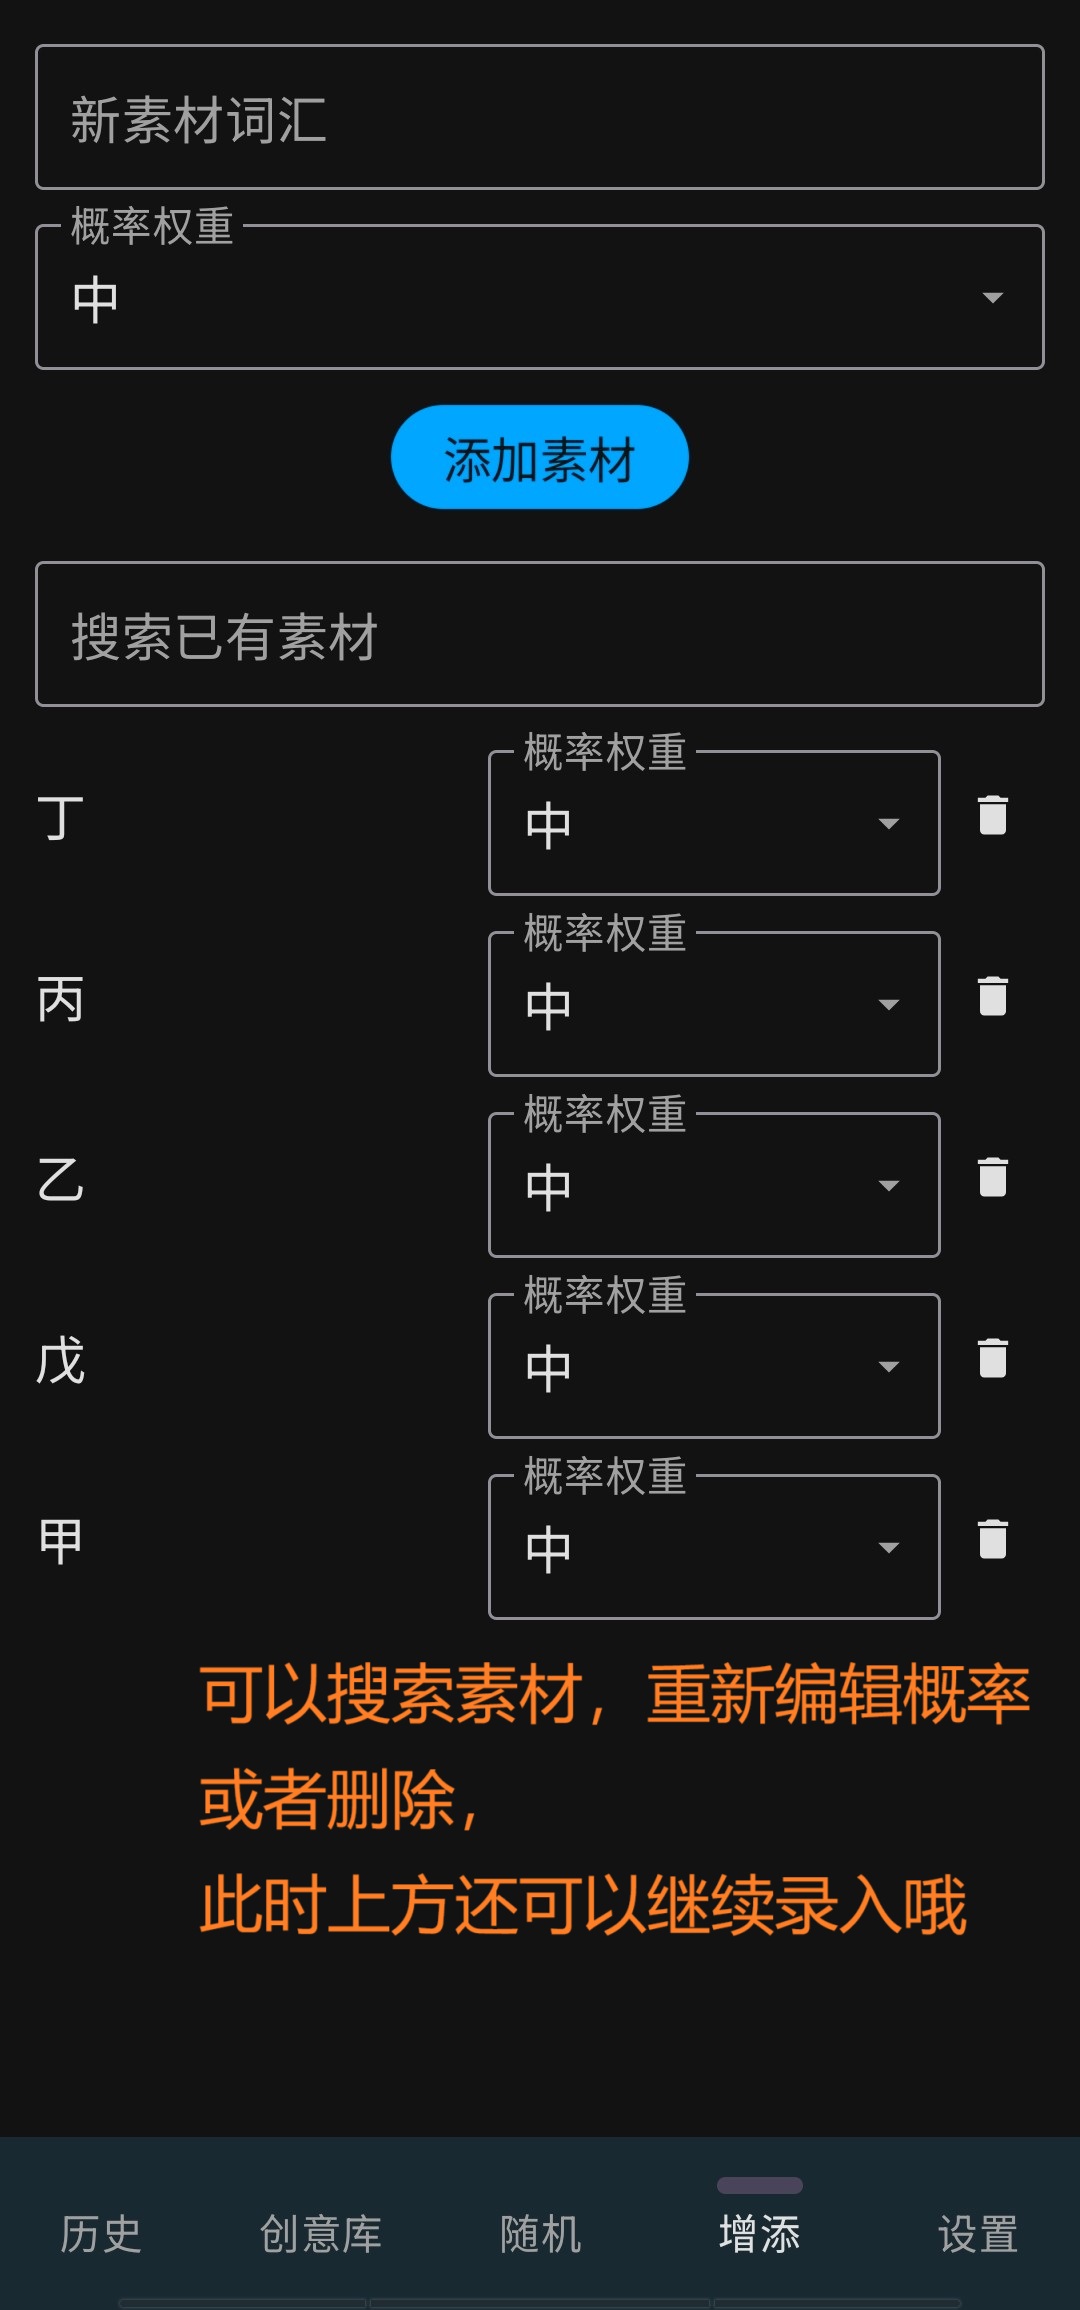 新素材词汇
概率权重
中
添加素材
搜索已有素材
概率权重
丁
中
概率权重
丙
中
概率权重
乙
中
概率权重
戊
中
概率权重
甲
中
可以搜索素材，重新编辑概率
或者删除，
此时上方还可以继续录入哦
历史 创意库 随机 增添 设置